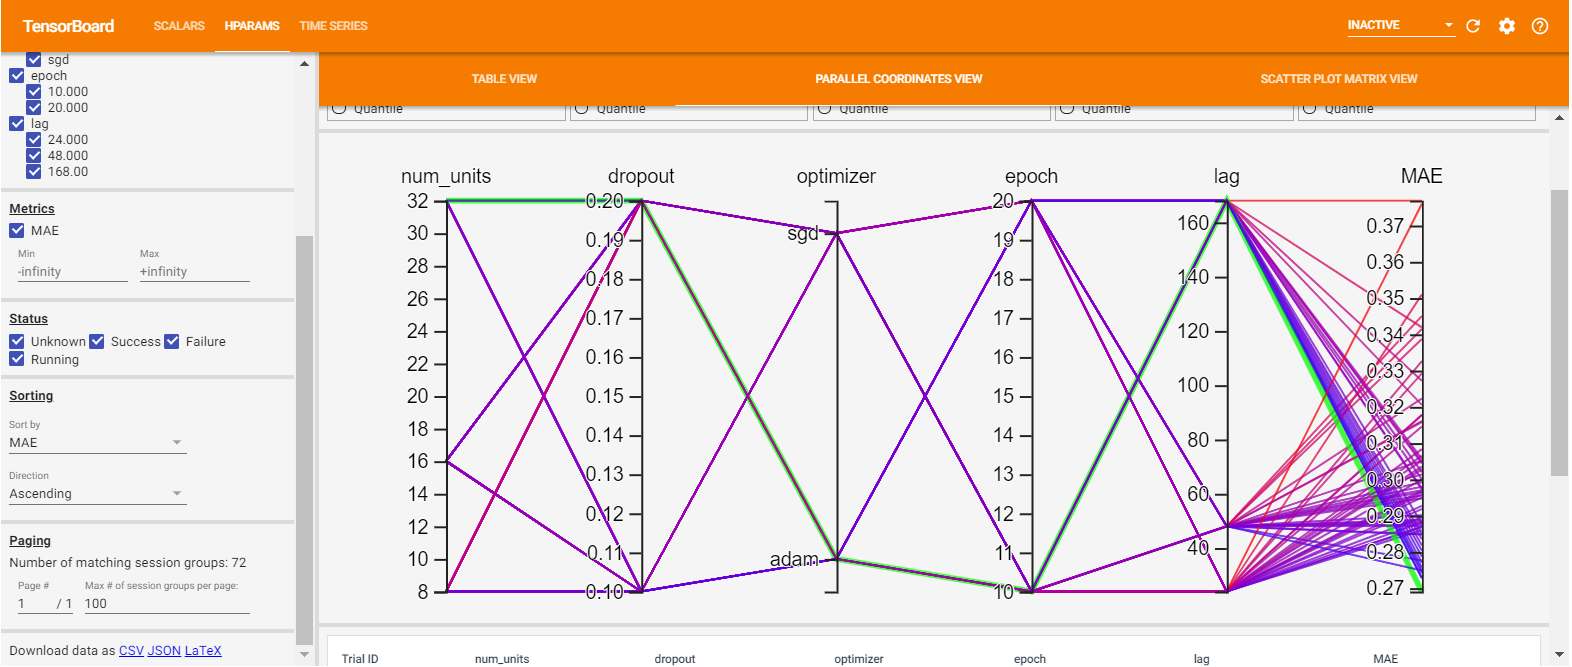 TensorBoard SCALARS HPARAMS TIME SERIES INACTIVE
sgd
epoch
10.000
20.000
lag
24.000
48.000
168.00
Metrics
MAE
Min Max
-infinity +infinity
Status
Unknown Success Failure
Running
Sorting
Sort by
MAE
Direction
Ascending
Paging
Number of matching session groups: 72
Page # Max # of session groups per page:
1 / 1 100
Download data as CSV JSON LaTeX
TABLE VIEW PARALLEL COORDINATES VIEW SCATTER PLOT MATRIX VIEW
Quantile Quantile Quantile Quantile Quantile
num_units dropout optimizer epoch lag MAE
32
30
28
26
24
22
20
18
16
14
12
10
8
0.20
0.19
0.18
0.17
0.16
0.15
0.14
0.13
0.12
0.11
0.10
sgd
adam
20
19
18
17
16
15
14
13
12
11
10
160
140
120
100
80
60
40
0.37
0.36
0.35
0.34
0.33
0.32
0.31
0.30
0.29
0.28
0.27
Trial ID num_units dropout optimizer epoch lag MAE